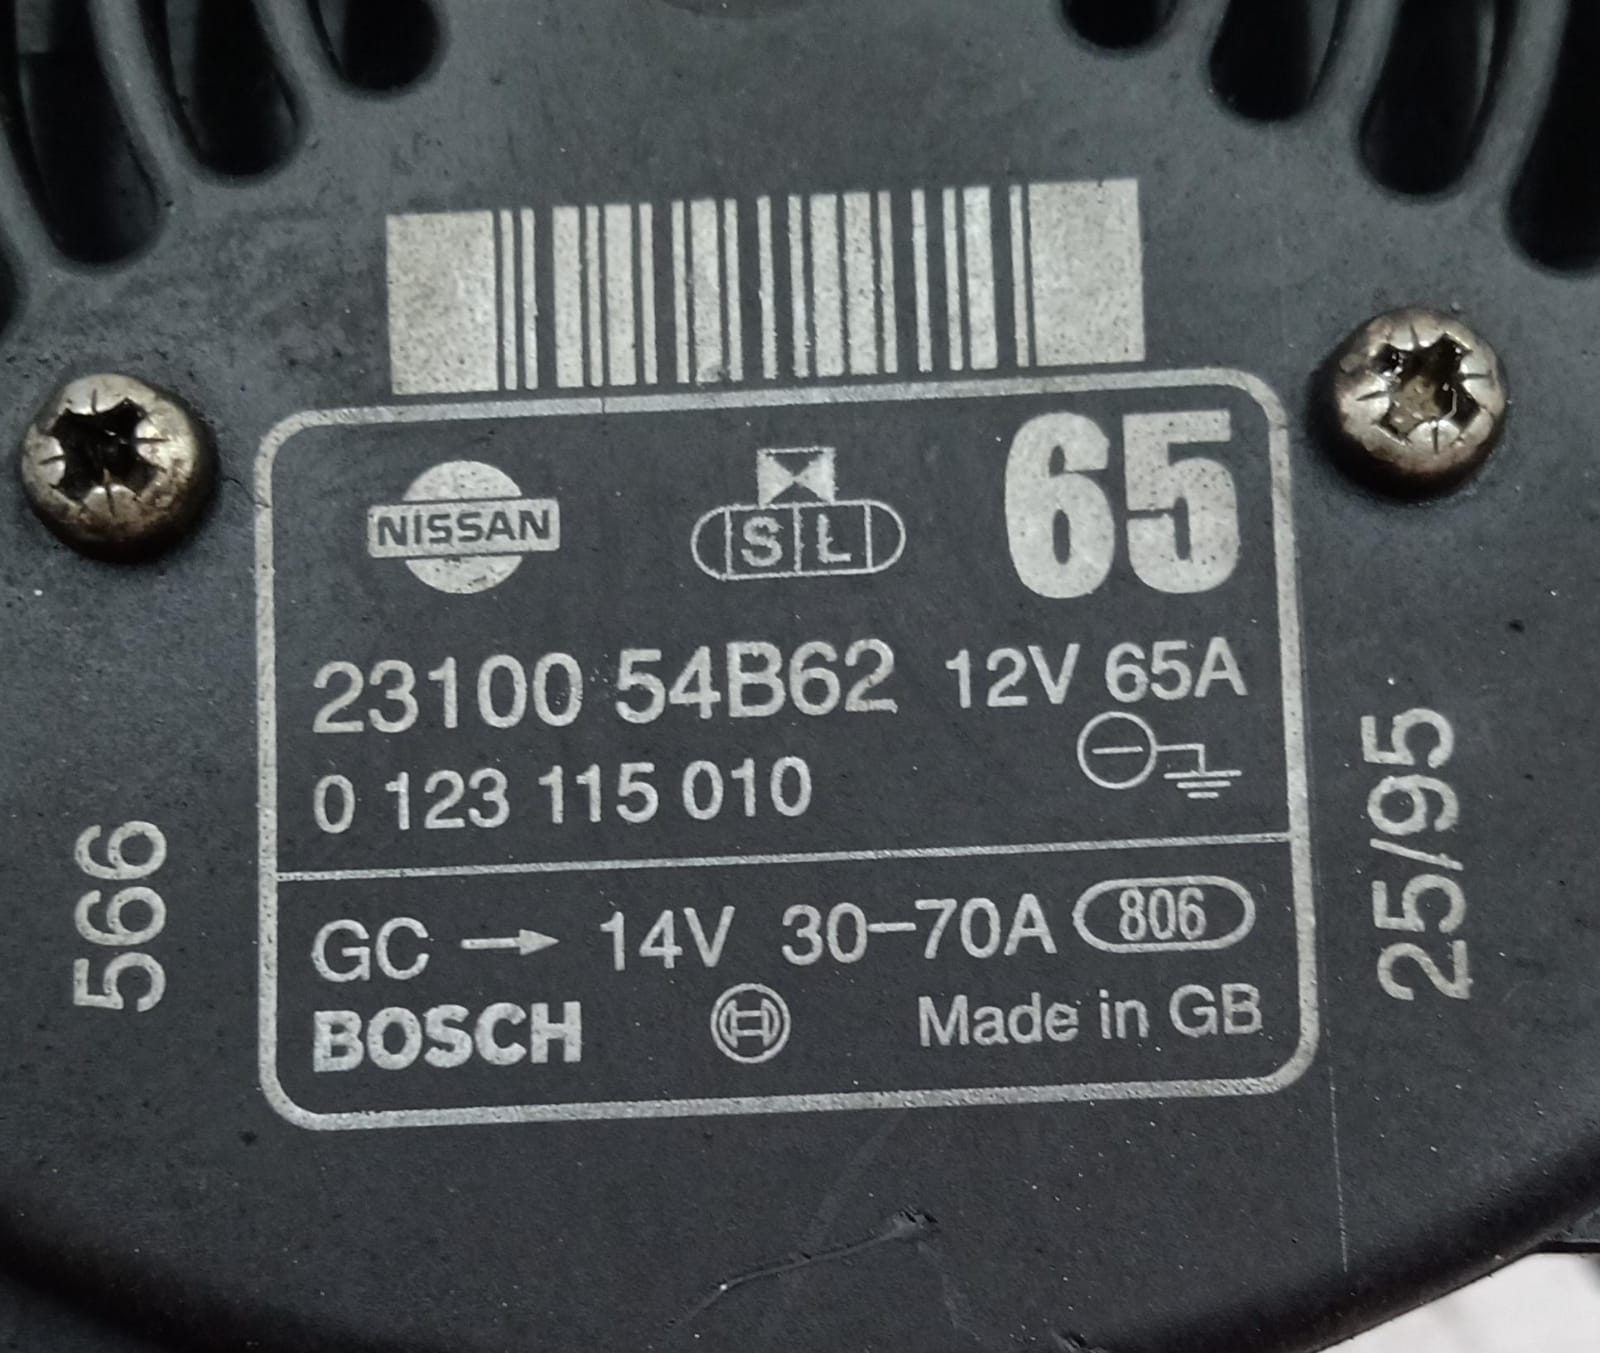 NISSAN
S L
65
23100 54B62 12V 65A
0 123 115 010
GC → 14V 30-70A 806
BOSCH Made in GB
566
25/95